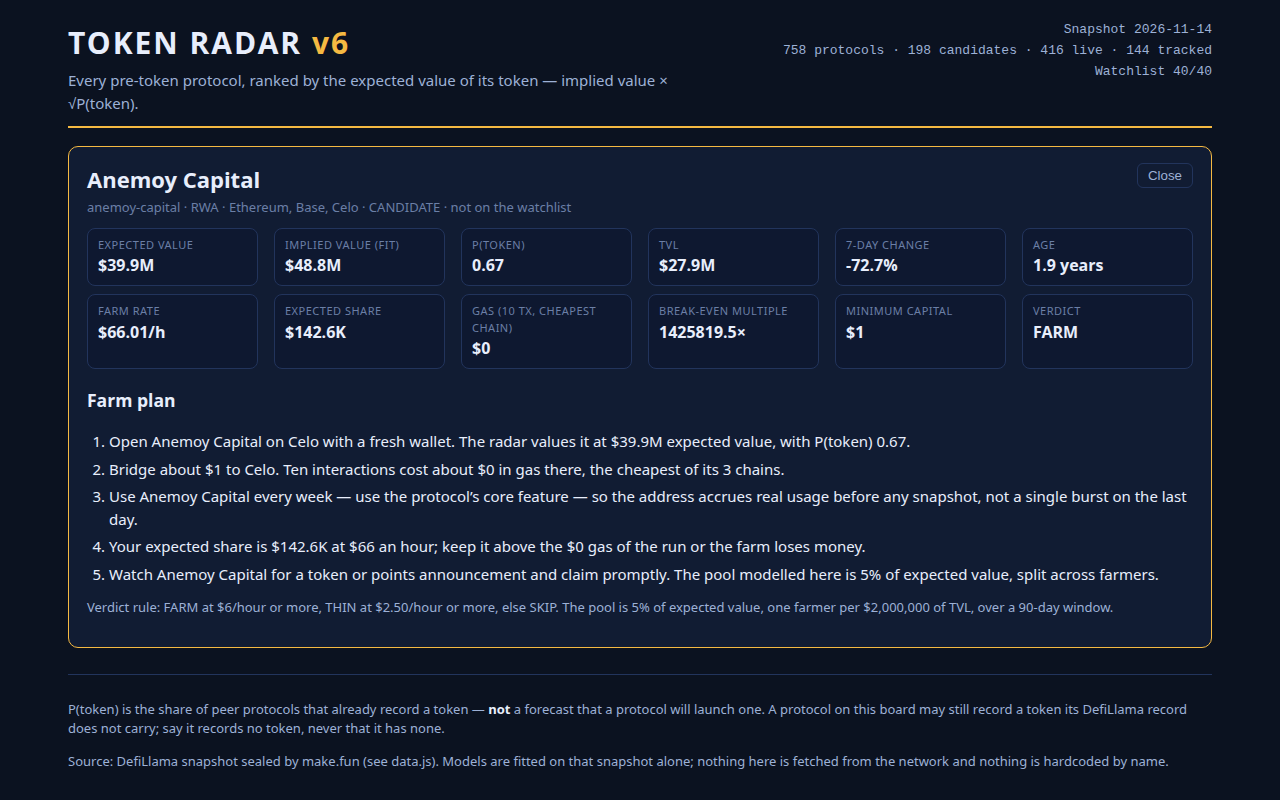 TOKEN RADAR v6
Snapshot 2026-11-14
758 protocols · 198 candidates · 416 live · 144 tracked
Watchlist 40/40
Every pre-token protocol, ranked by the expected value of its token — implied value ×
√P(token).
Anemoy Capital
Close
anemoy-capital · RWA · Ethereum, Base, Celo · CANDIDATE · not on the watchlist
EXPECTED VALUE
$39.9M
IMPLIED VALUE (FIT)
$48.8M
P(TOKEN)
0.67
TVL
$27.9M
7-DAY CHANGE
-72.7%
AGE
1.9 years
FARM RATE
$66.01/h
EXPECTED SHARE
$142.6K
GAS (10 TX, CHEAPEST
CHAIN)
$0
BREAK-EVEN MULTIPLE
1425819.5×
MINIMUM CAPITAL
$1
VERDICT
FARM
Farm plan
1. Open Anemoy Capital on Celo with a fresh wallet. The radar values it at $39.9M expected value, with P(token) 0.67.
2. Bridge about $1 to Celo. Ten interactions cost about $0 in gas there, the cheapest of its 3 chains.
3. Use Anemoy Capital every week — use the protocol’s core feature — so the address accrues real usage before any snapshot, not a single burst on the last
day.
4. Your expected share is $142.6K at $66 an hour; keep it above the $0 gas of the run or the farm loses money.
5. Watch Anemoy Capital for a token or points announcement and claim promptly. The pool modelled here is 5% of expected value, split across farmers.
Verdict rule: FARM at $6/hour or more, THIN at $2.50/hour or more, else SKIP. The pool is 5% of expected value, one farmer per $2,000,000 of TVL, over a 90-day window.
P(token) is the share of peer protocols that already record a token — not a forecast that a protocol will launch one. A protocol on this board may still record a token its DefiLlama record
does not carry; say it records no token, never that it has none.
Source: DefiLlama snapshot sealed by make.fun (see data.js). Models are fitted on that snapshot alone; nothing here is fetched from the network and nothing is hardcoded by name.